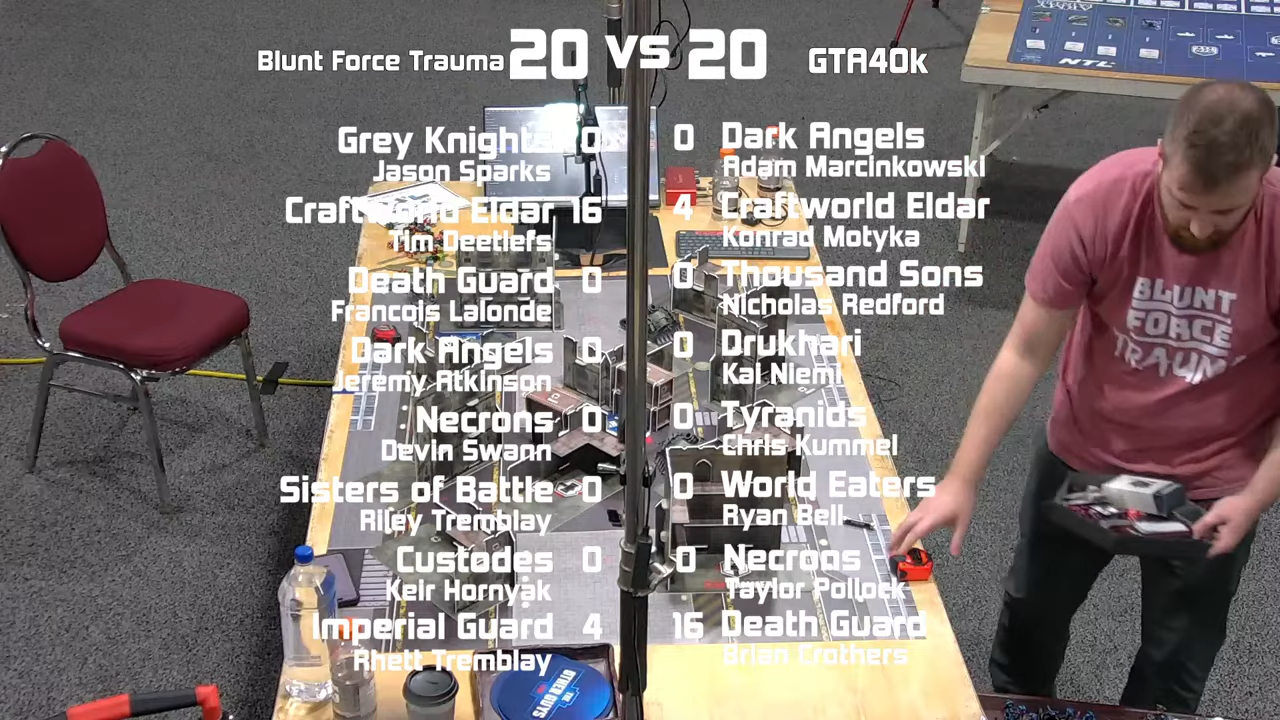 Blunt Force Trauma 20 vs 20 GTA40k
Grey Knights 0 0 Dark Angels
Jason Sparks Adam Marcinkowski
Craftworld Eldar 16 4 Craftworld Eldar
Tim Deetlefs Konrad Motyka
Death Guard 0 0 Thousand Sons
Francois Lalonde Nicholas Redford
Dark Angels 0 0 Drukhari
Jeremy Atkinson Kai Niemi
Necrons 0 0 Tyranids
Devin Swann Chris Kummel
Sisters of Battle 0 0 World Eaters
Riley Tremblay Ryan Bell
Custodes 0 0 Necrons
Keir Hornyak Taylor Pollock
Imperial Guard 4 16 Death Guard
Rhett Tremblay Brian Crothers
NTL
BLUNT
FORCE
TRAUMA
THE
OTHER GUYS